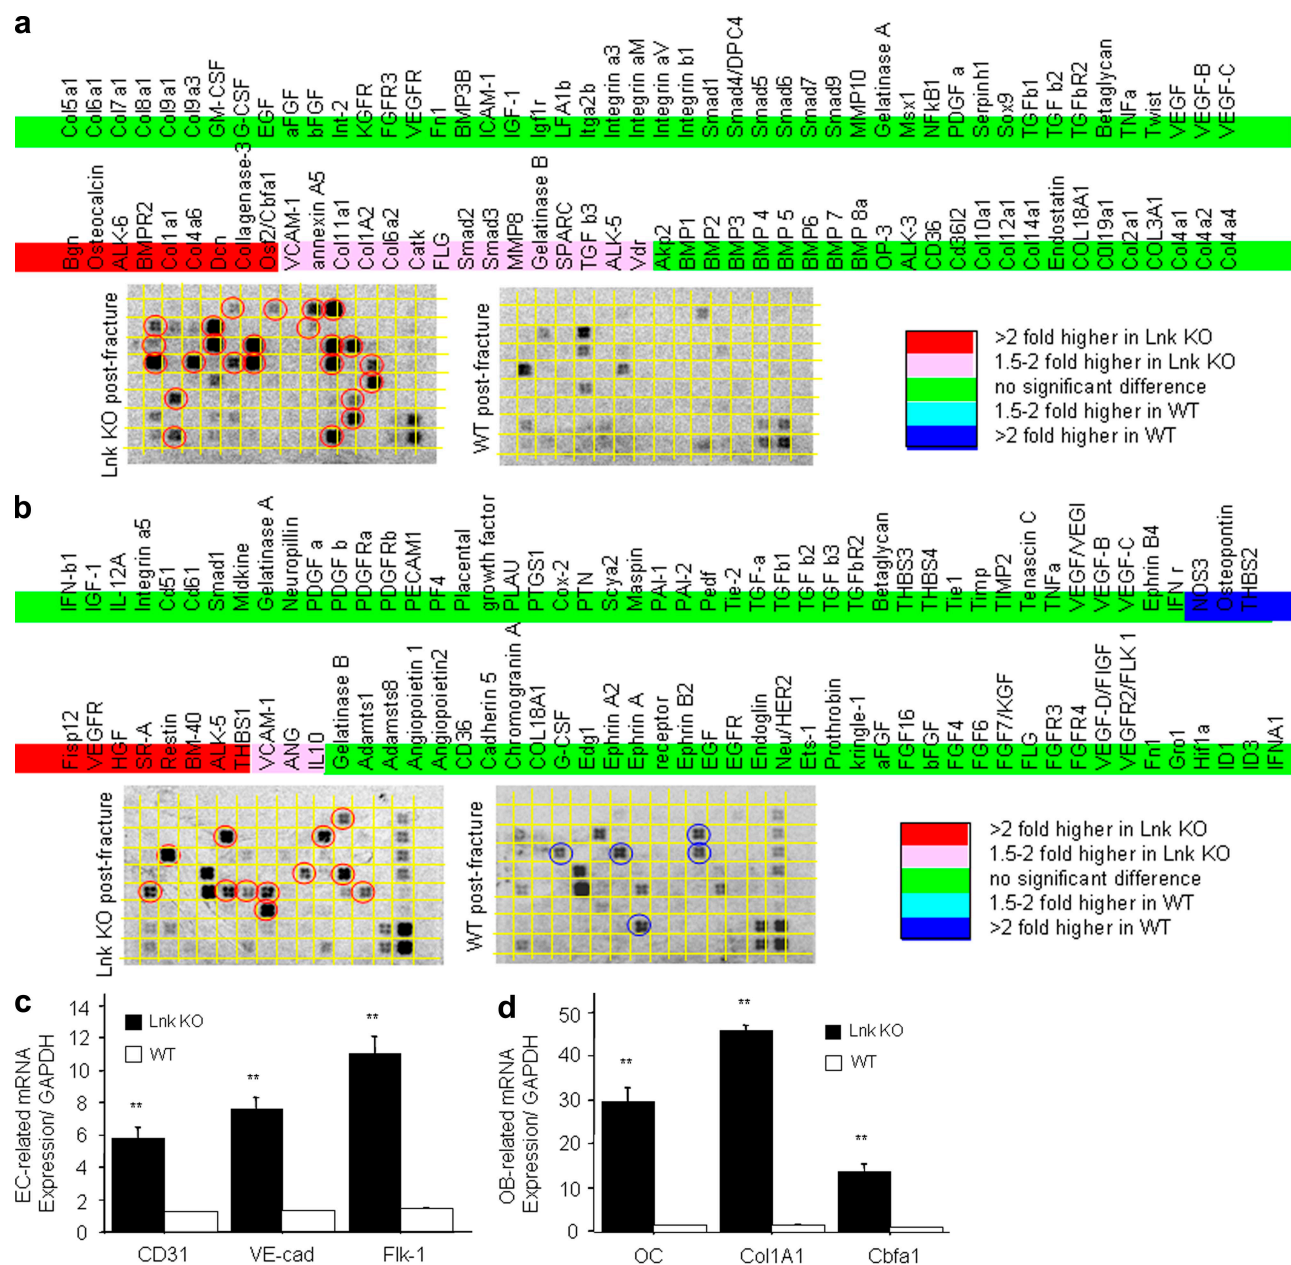 a
Col5a1 Col6a1 Col7a1 Col8a1 Col9a1 Col9a3 GM-CSF G-CSF EGF aFGF bFGF Int-2 KGFR FGFR3 VEGFR Fn1 BMP3B ICAM-1 IGF-1 Igf1r LFA1b Itga2b Integrin a3 Integrin aM Integrin aV Integrin b1 Smad1 Smad4/DPC4 Smad5 Smad6 Smad7 Smad9 MMP10 Gelatinase A Msx1 NFkB1 PDGF a Serpinh1 Sox9 TGFb1 TGF b2 TGFbR2 Betaglycan TNFa Twist VEGF VEGF-B VEGF-C
Bgn Osteocalcin ALK-6 BMPR2 Col1a1 Col4a6 Dcn Collagenase-3 Osf2/Cbfa1 VCAM-1 annexin A5 Col11a1 Col1A2 Col6a2 Catk FLG Smad2 Smad3 MMP8 Gelatinase B SPARC TGF b3 ALK-5 Vdr Akp2 BMP1 BMP2 BMP3 BMP 4 BMP 5 BMP6 BMP 7 BMP 8a OP-3 ALK-3 CD36 Cd36l2 Col10a1 Col12a1 Col14a1 Endostatin COL18A1 C0l19a1 Col2a1 COL3A1 Col4a1 Col4a2 Col4a4
Lnk KO post-fracture
WT post-fracture
>2 fold higher in Lnk KO
1.5-2 fold higher in Lnk KO
no significant difference
1.5-2 fold higher in WT
>2 fold higher in WT
b
IFN-b1 IGF-1 IL-12A Integrin a5 Cd51 Cd61 Smad1 Midkine Gelatinase A Neuropillin PDGF a PDGF b PDGFRa PDGFRb PECAM1 PF4 Placental growth factor PLAU PTGS1 Cox-2 PTN Scya2 Maspin PAI-1 PAI-2 Pedf Tie-2 TGF-a TGFb1 TGF b2 TGF b3 TGFbR2 Betaglycan THBS3 THBS4 Tie1 Timp TIMP2 Tenascin C TNFa VEGF/VEGI VEGF-B VEGF-C Ephrin B4 IFN r NOS3 Osteopontin THBS2
Fisp12 VEGFR HGF SR-A Restin BM-40 ALK-5 THBS1 VCAM-1 ANG IL10 Gelatinase B Adamts1 Adamsts8 Angiopoietin 1 Angiopoietin2 CD36 Cadherin 5 Chromogranin A COL18A1 G-CSF Edg1 Ephrin A2 Ephrin A receptor Ephrin B2 EGF EGFR Endoglin Neu/HER2 Ets-1 Prothrobin kringle-1 aFGF FGF16 bFGF FGF4 FGF6 FGF7/KGF FLG FGFR3 FGFR4 VEGF-D/FIGF VEGFR2/FLK 1 Fn1 Gro1 Hif1a ID1 ID3 IFNA1
Lnk KO post-fracture
WT post-fracture
>2 fold higher in Lnk KO
1.5-2 fold higher in Lnk KO
no significant difference
1.5-2 fold higher in WT
>2 fold higher in WT
c
EC-related mRNA
Expression/ GAPDH
14
12
10
8
6
4
2
0
Lnk KO
WT
**
**
**
CD31 VE-cad Flk-1
d
OB-related mRNA
Expression/ GAPDH
50
40
30
20
10
0
Lnk KO
WT
**
**
**
OC Col1A1 Cbfa1